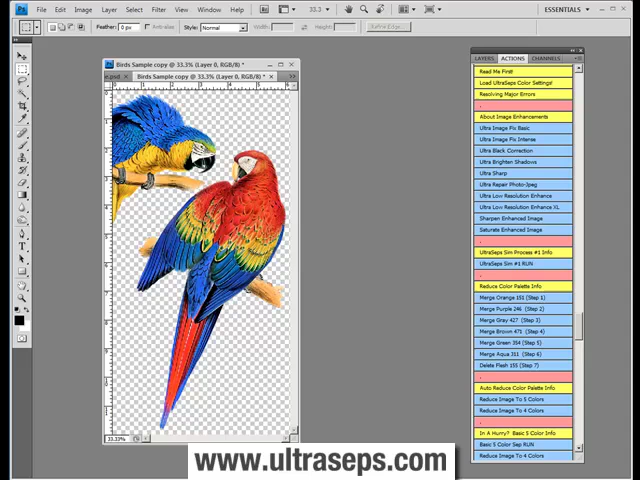 File Edit Image Layer Select Filter View Window Help
33.3
ESSENTIALS
Feather: 0 px
Anti-alias
Style: Normal
Width:
Height:
Refine Edge...
Birds Sample copy @ 33.3% (Layer 0, RGB/8) *
Birds Sample copy @ 33.3% (Layer 0, RGB/8) *
33.33%
LAYERS ACTIONS CHANNELS
Read Me First!
Load UltraSeps Color Settings!
Resolving Major Errors
About Image Enhancements
Ultra Image Fix Basic
Ultra Image Fix Intense
Ultra Black Correction
Ultra Brighten Shadows
Ultra Sharp
Ultra Repair Photo-Jpeg
Ultra Low Resolution Enhance
Ultra Low Resolution Enhance XL
Sharpen Enhanced Image
Saturate Enhanced Image
UltraSeps Sim Process #1 Info
UltraSeps Sim #1 RUN
Reduce Color Palette Info
Merge Orange 151 (Step 1)
Merge Purple 246 (Step 2)
Merge Gray 427 (Step 3)
Merge Brown 471 (Step 4)
Merge Green 354 (Step 5)
Merge Aqua 311 (Step 6)
Delete Flesh 155 (Step 7)
Auto Reduce Color Palette Info
Reduce Image To 5 Colors
Reduce Image To 4 Colors
In A Hurry? Basic 5 Color Info
Basic 5 Color Sep RUN
Reduce Image To 4 Colors
www.ultraseps.com